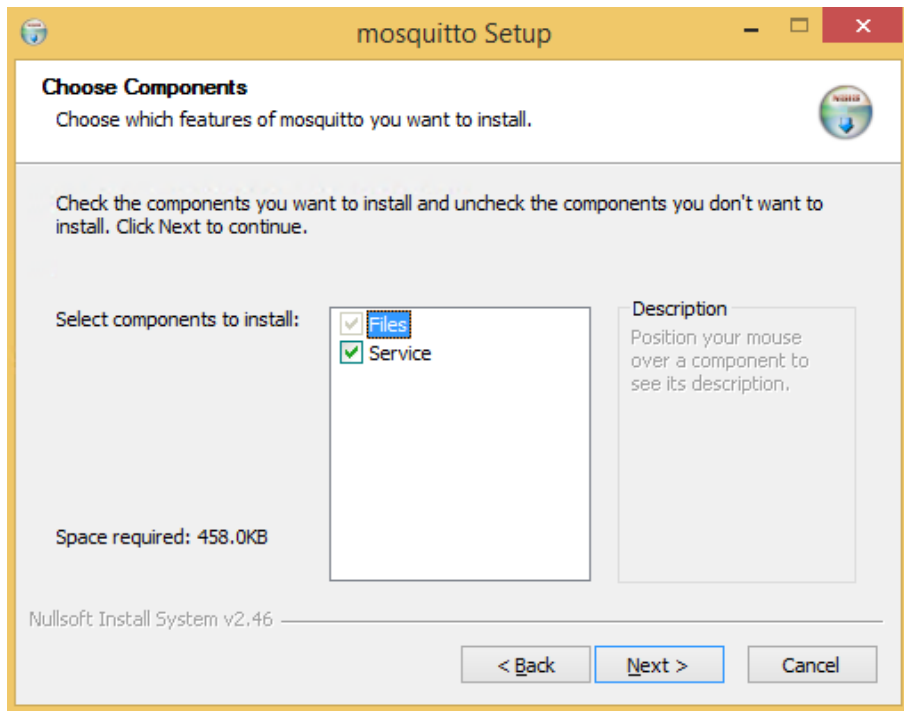 mosquitto Setup
Choose Components
Choose which features of mosquitto you want to install.
Check the components you want to install and uncheck the components you don't want to
install. Click Next to continue.
Select components to install:
Files
Service
Description
Position your mouse
over a component to
see its description.
Space required: 458.0KB
Nullsoft Install System v2.46
< Back
Next >
Cancel